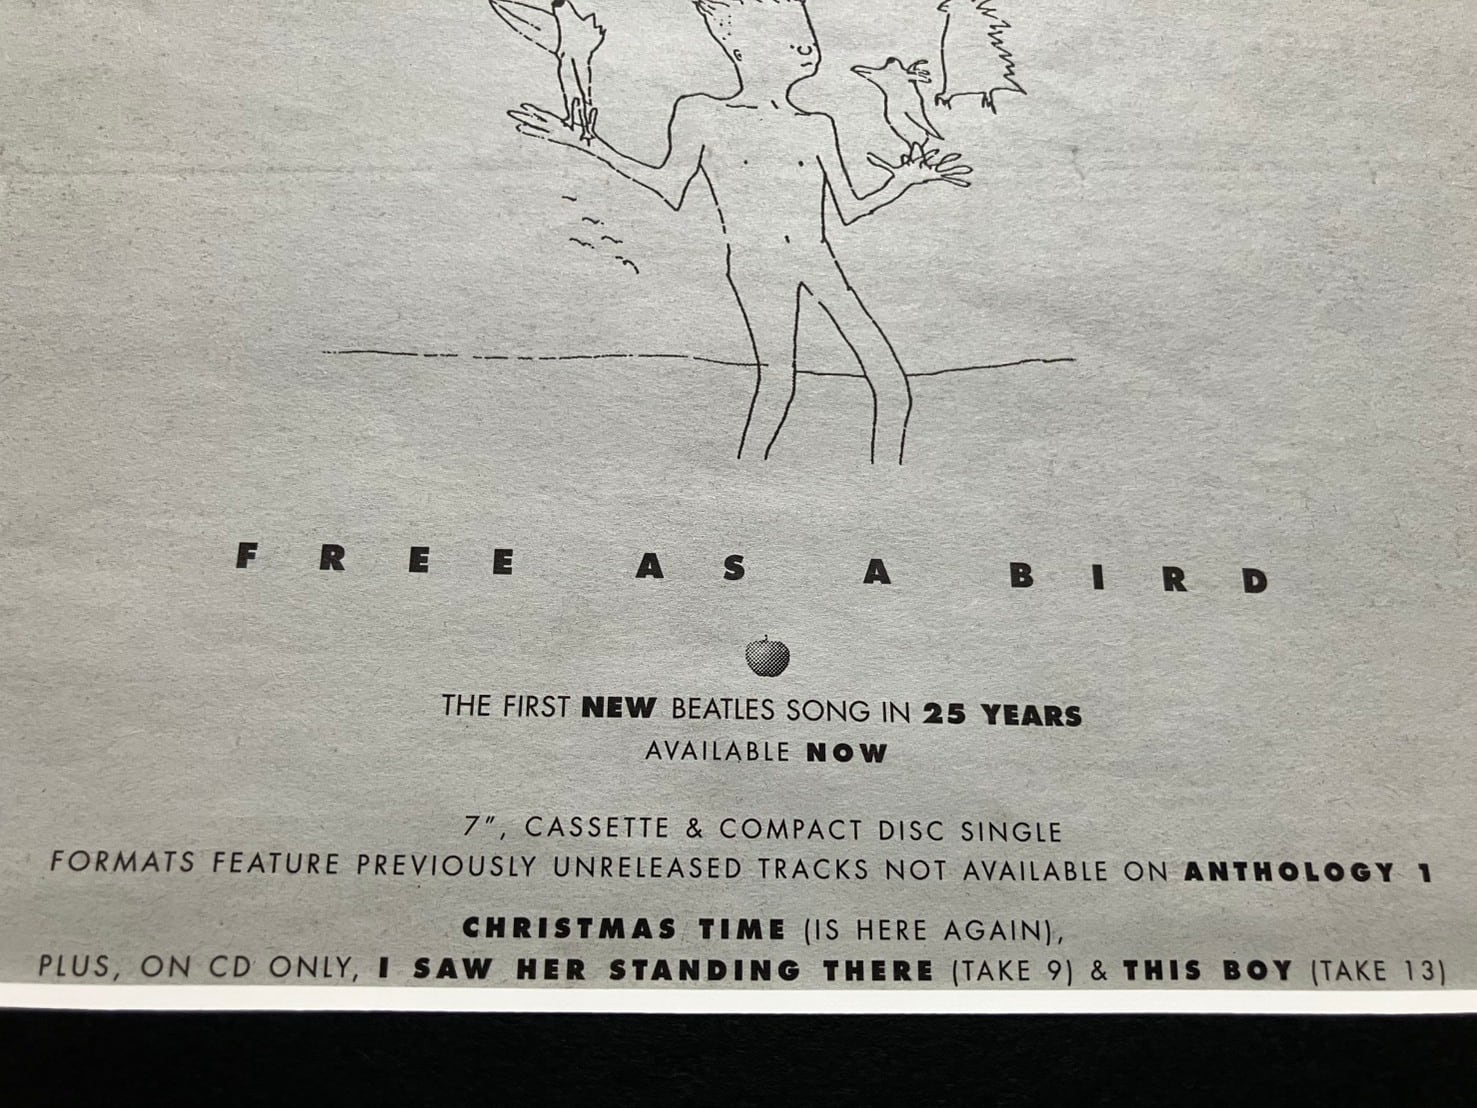 FREE AS A BIRD
THE FIRST NEW BEATLES SONG IN 25 YEARS
AVAILABLE NOW
7", CASSETTE & COMPACT DISC SINGLE
FORMATS FEATURE PREVIOUSLY UNRELEASED TRACKS NOT AVAILABLE ON ANTHOLOGY 1
CHRISTMAS TIME (IS HERE AGAIN),
PLUS, ON CD ONLY, I SAW HER STANDING THERE (TAKE 9) & THIS BOY (TAKE 13)